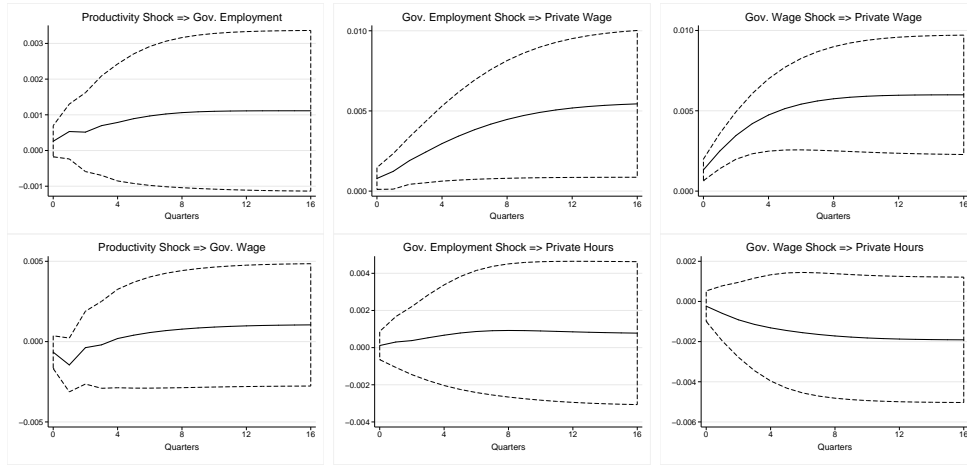 Productivity Shock => Gov. Employment
0.003
0.002
0.001
0.000
−0.001
0 4 8 12 16
Quarters
Gov. Employment Shock => Private Wage
0.010
0.005
0.000
0 4 8 12 16
Quarters
Gov. Wage Shock => Private Wage
0.010
0.005
0.000
0 4 8 12 16
Quarters
Productivity Shock => Gov. Wage
0.005
0.000
−0.005
0 4 8 12 16
Quarters
Gov. Employment Shock => Private Hours
0.004
0.002
0.000
−0.002
−0.004
0 4 8 12 16
Quarters
Gov. Wage Shock => Private Hours
0.002
0.000
−0.002
−0.004
−0.006
0 4 8 12 16
Quarters